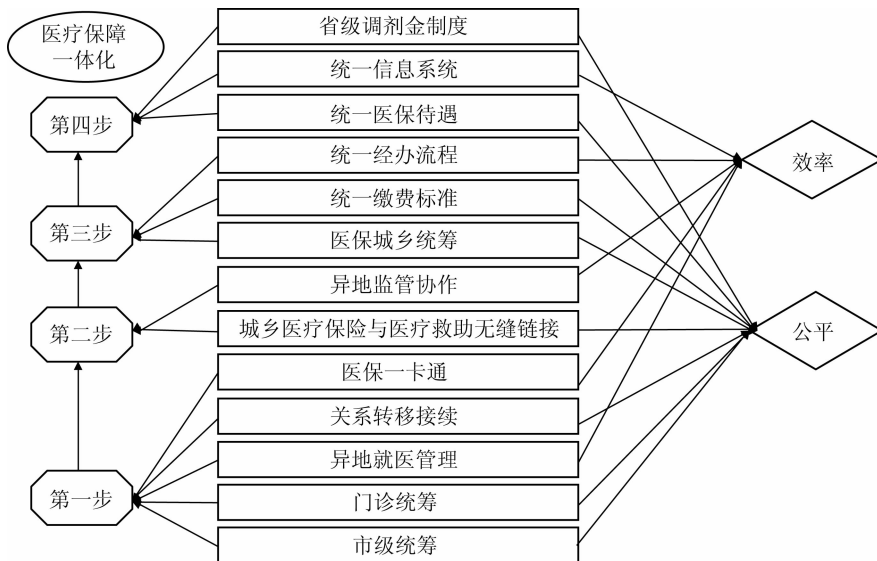 医疗保障
一体化
第四步
第三步
第二步
第一步
省级调剂金制度
统一信息系统
统一医保待遇
统一经办流程
统一缴费标准
医保城乡统筹
异地监管协作
城乡医疗保险与医疗救助无缝链接
医保一卡通
关系转移接续
异地就医管理
门诊统筹
市级统筹
效率
公平